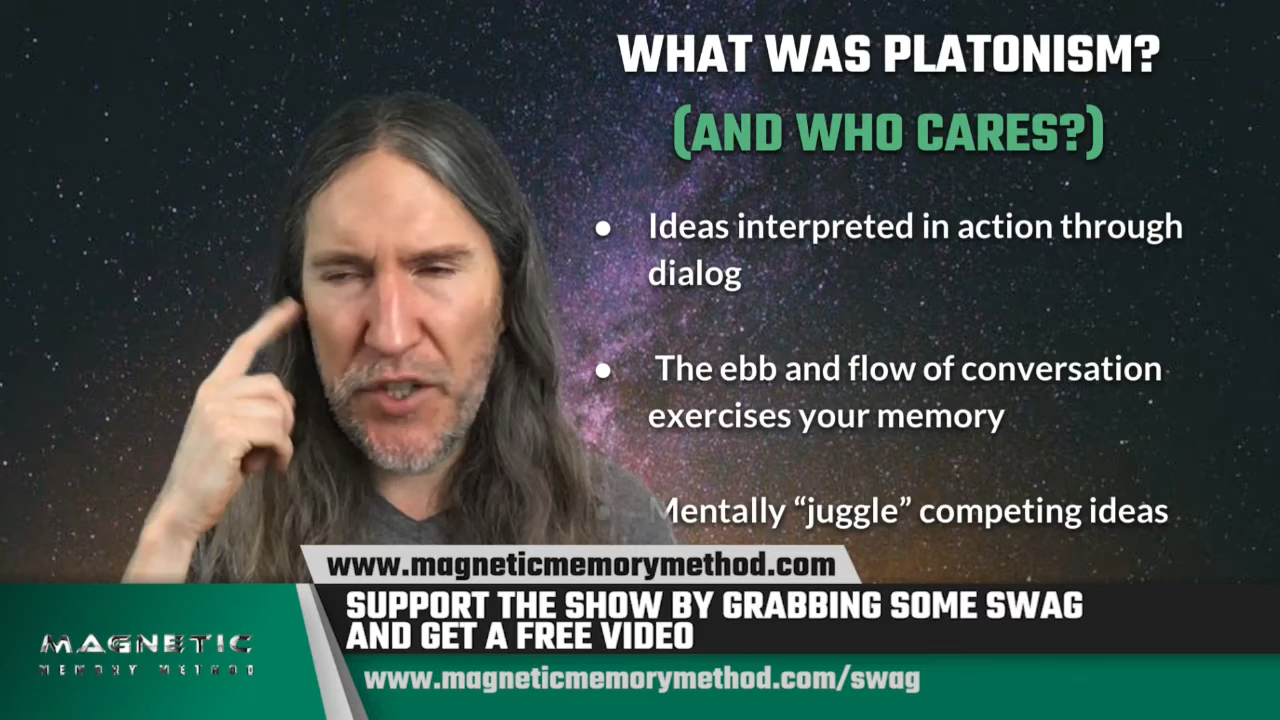 WHAT WAS PLATONISM?
(AND WHO CARES?)
● Ideas interpreted in action through
dialog
● The ebb and flow of conversation
exercises your memory
● Mentally “juggle” competing ideas
www.magneticmemorymethod.com
SUPPORT THE SHOW BY GRABBING SOME SWAG
AND GET A FREE VIDEO
MAGNETIC
MEMORY METHOD
www.magneticmemorymethod.com/swag